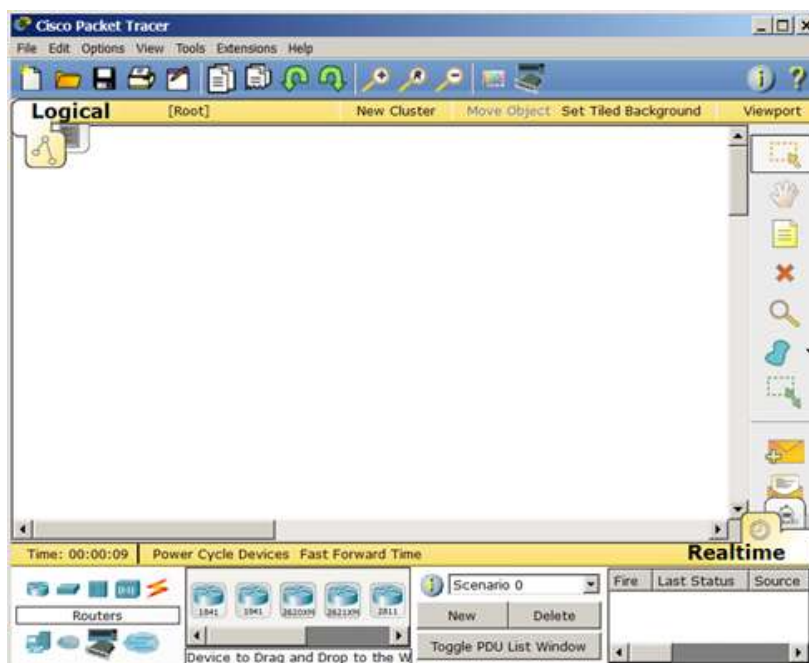 Cisco Packet Tracer
File Edit Options View Tools Extensions Help
Logical [Root] New Cluster Move Object Set Tiled Background Viewport
Time: 00:00:09 Power Cycle Devices Fast Forward Time Realtime
Scenario 0 Fire Last Status Source
Routers
1841 1941 2620XM 2621XM 2811
New Delete
Toggle PDU List Window
Device to Drag and Drop to the W